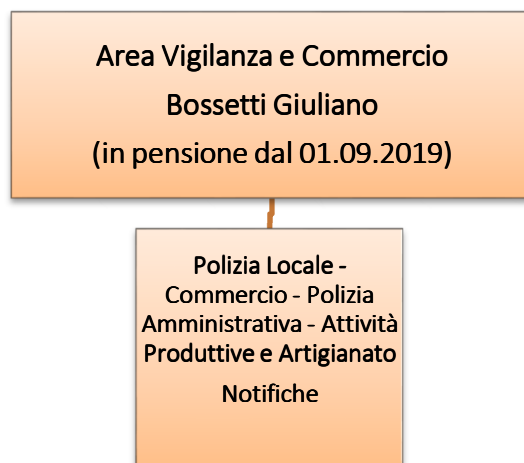 Area Vigilanza e Commercio
Bossetti Giuliano
(in pensione dal 01.09.2019)
Polizia Locale -
Commercio - Polizia
Amministrativa - Attività
Produttive e Artigianato
Notifiche